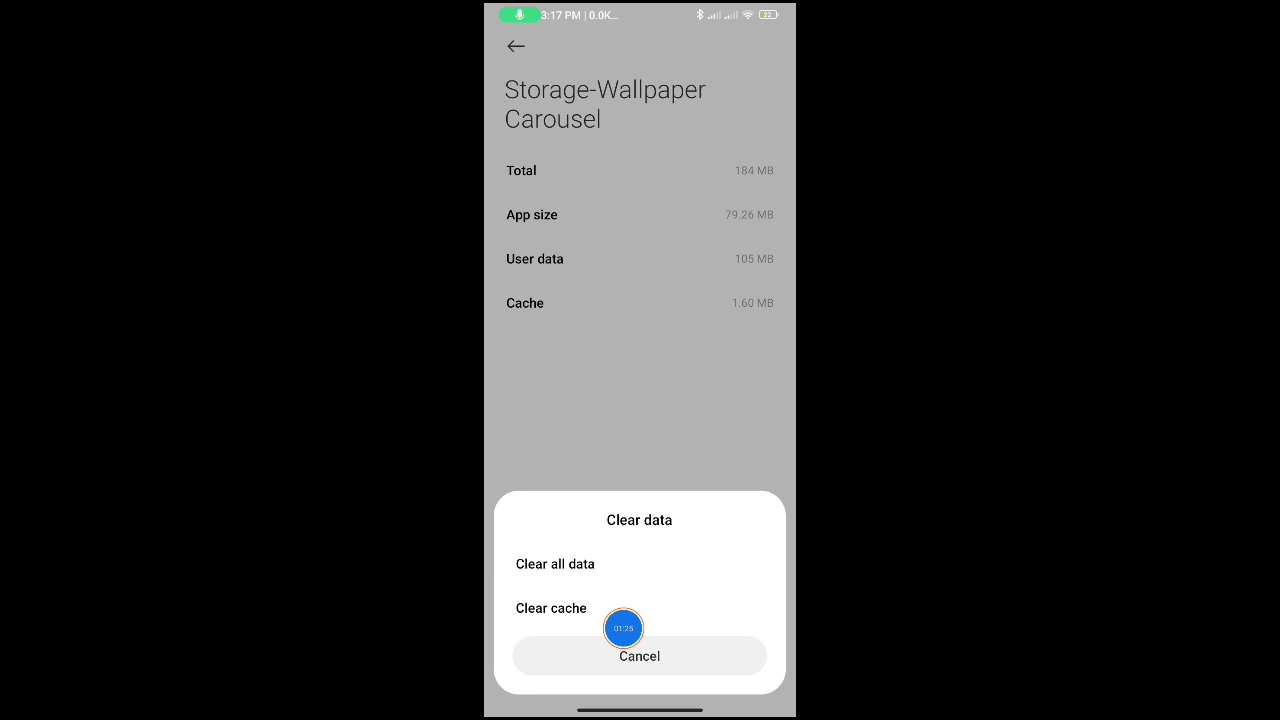 3:17 PM | 0.0K...
22
Storage-Wallpaper
Carousel
Total 184 MB
App size 79.26 MB
User data 105 MB
Cache 1.60 MB
Clear data
Clear all data
Clear cache
01:25
Cancel